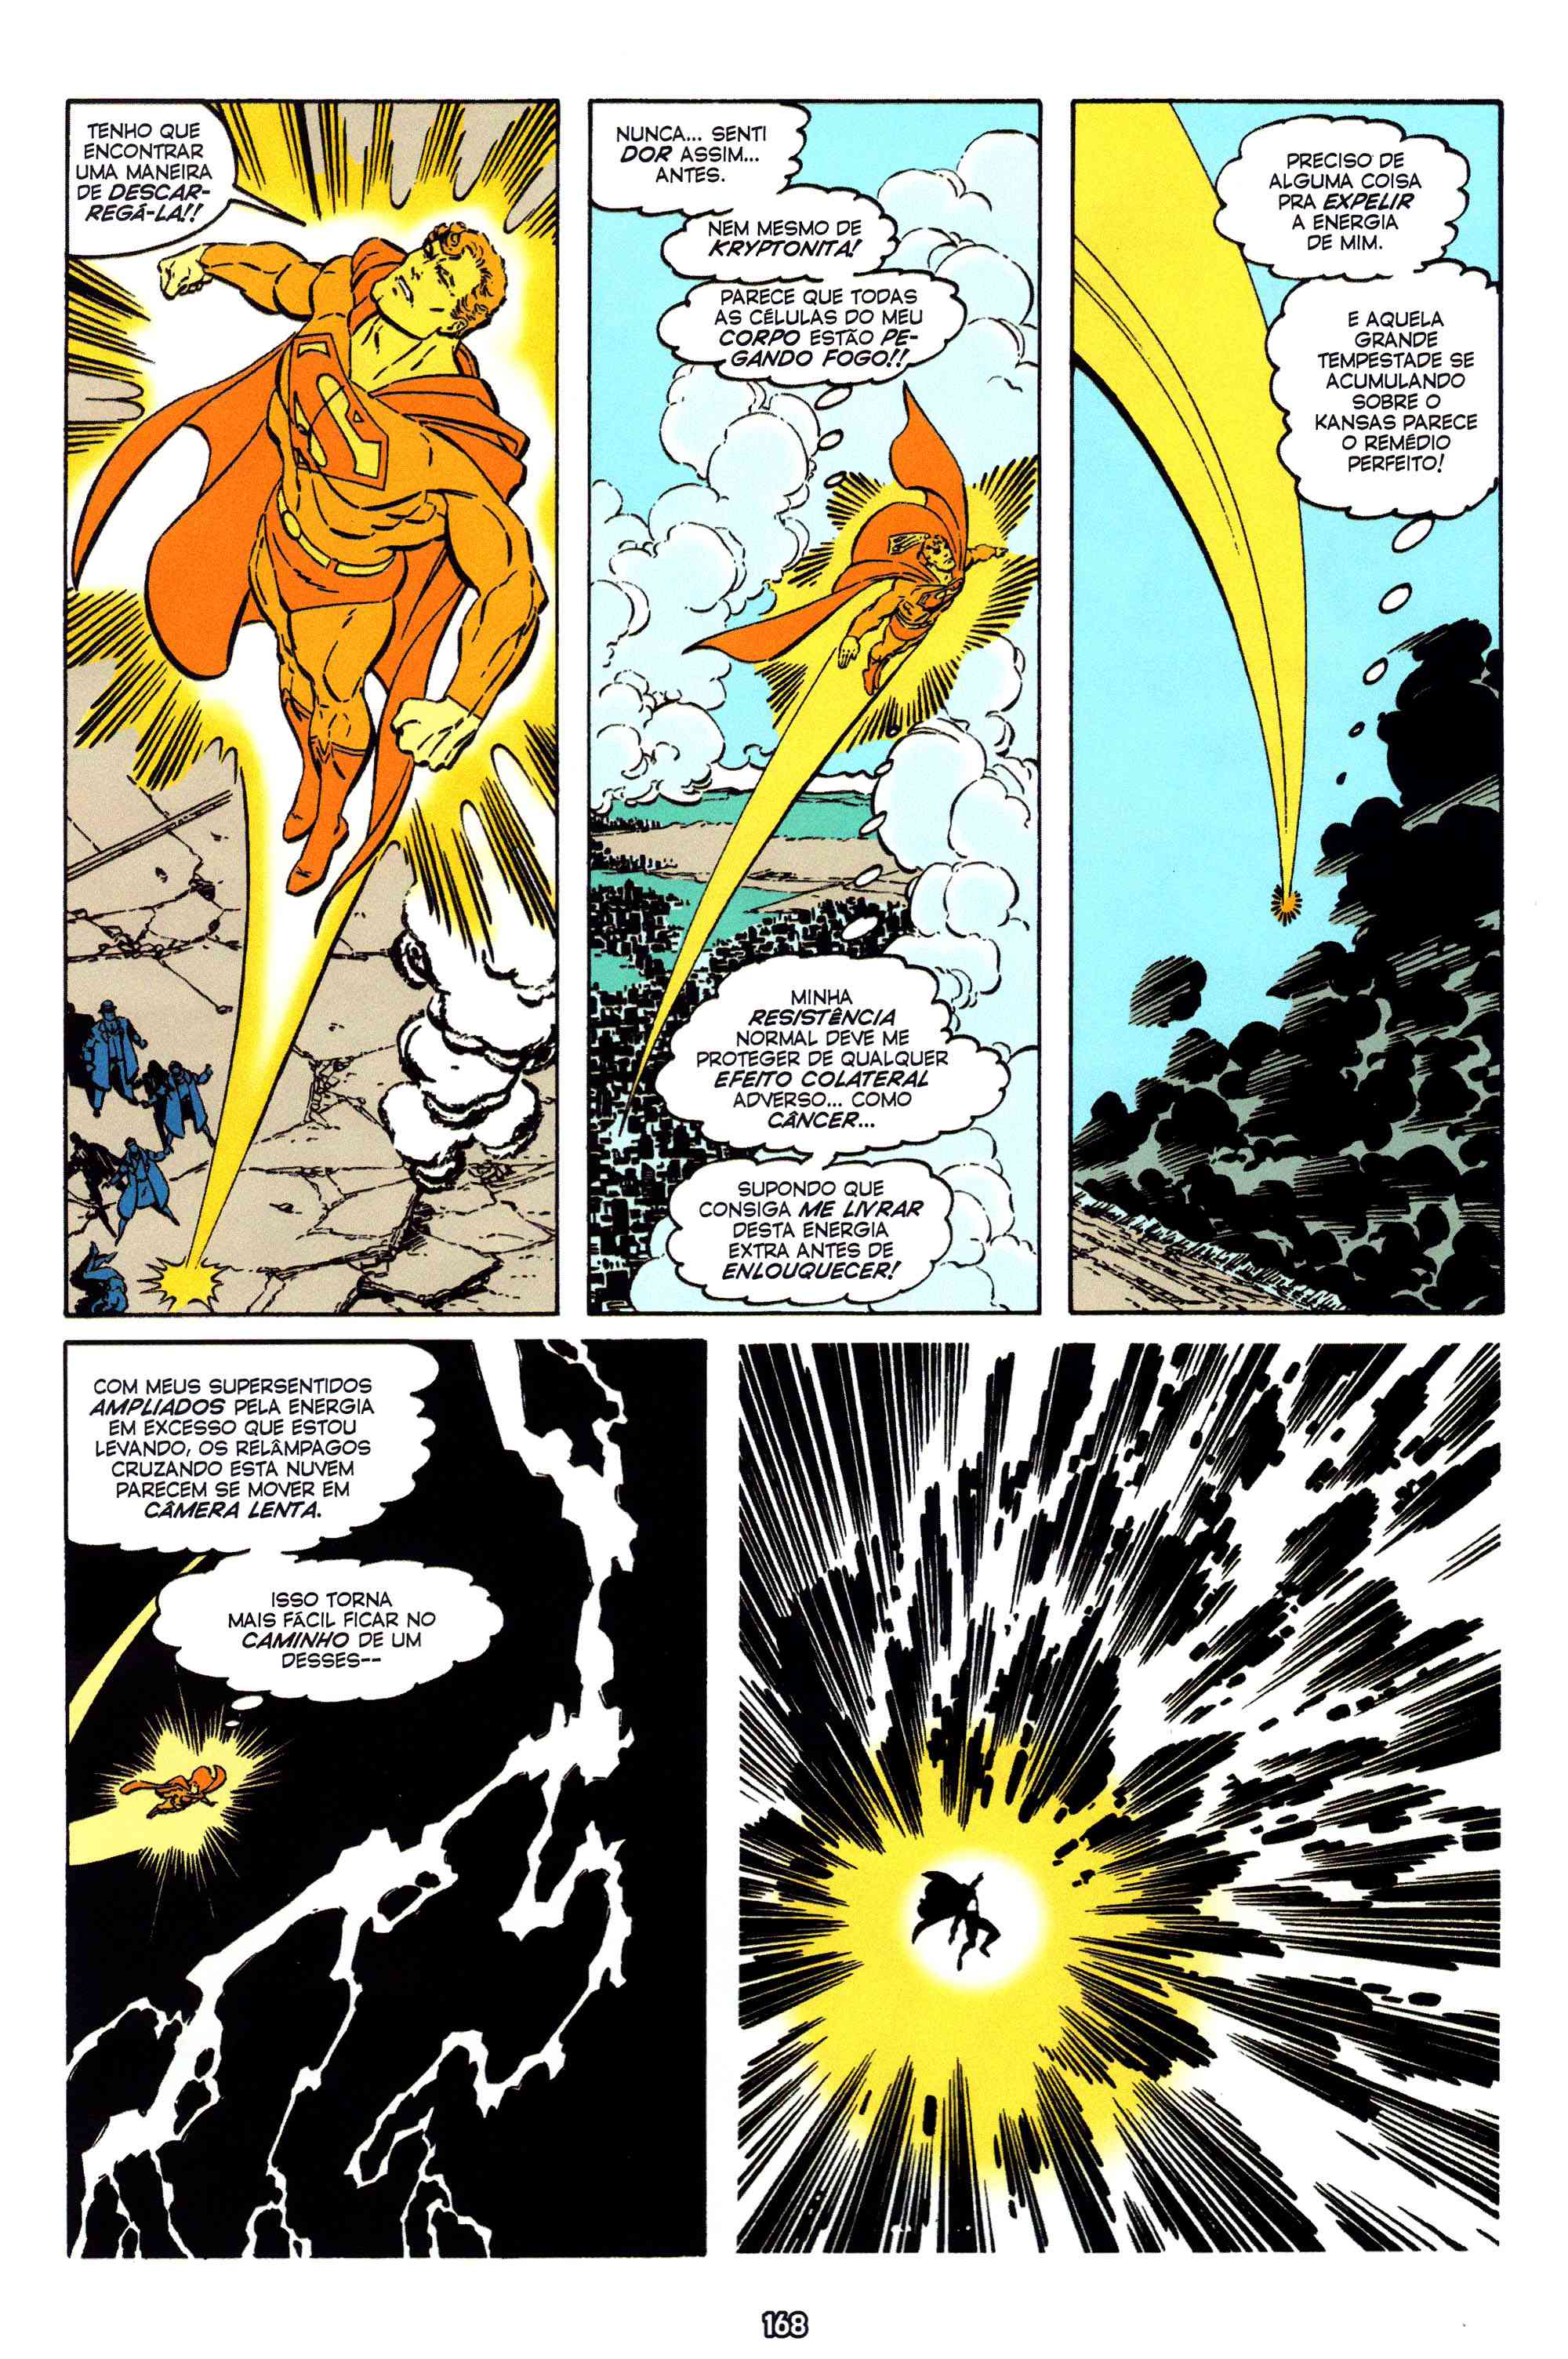 TENHO QUE
ENCONTRAR
UMA MANEIRA
DE DESCAR-
REGÁ-LA!!
NUNCA... SENTI
DOR ASSIM...
ANTES.
NEM MESMO DE
KRYPTONITA!
PARECE QUE TODAS
AS CÉLULAS DO MEU
CORPO ESTÃO PE-
GANDO FOGO!!
MINHA
RESISTÊNCIA
NORMAL DEVE ME
PROTEGER DE QUALQUER
EFEITO COLATERAL
ADVERSO... COMO
CÂNCER...
SUPONDO QUE
CONSIGA ME LIVRAR
DESTA ENERGIA
EXTRA ANTES DE
ENLOUQUECER!
PRECISO DE
ALGUMA COISA
PRA EXPELIR
A ENERGIA
DE MIM.
E AQUELA
GRANDE
TEMPESTADE SE
ACUMULANDO
SOBRE O
KANSAS PARECE
O REMÉDIO
PERFEITO!
COM MEUS SUPERSENTIDOS
AMPLIADOS PELA ENERGIA
EM EXCESSO QUE ESTOU
LEVANDO, OS RELÂMPAGOS
CRUZANDO ESTA NUVEM
PARECEM SE MOVER EM
CÂMERA LENTA.
ISSO TORNA
MAIS FÁCIL FICAR NO
CAMINHO DE UM
DESSES--
168